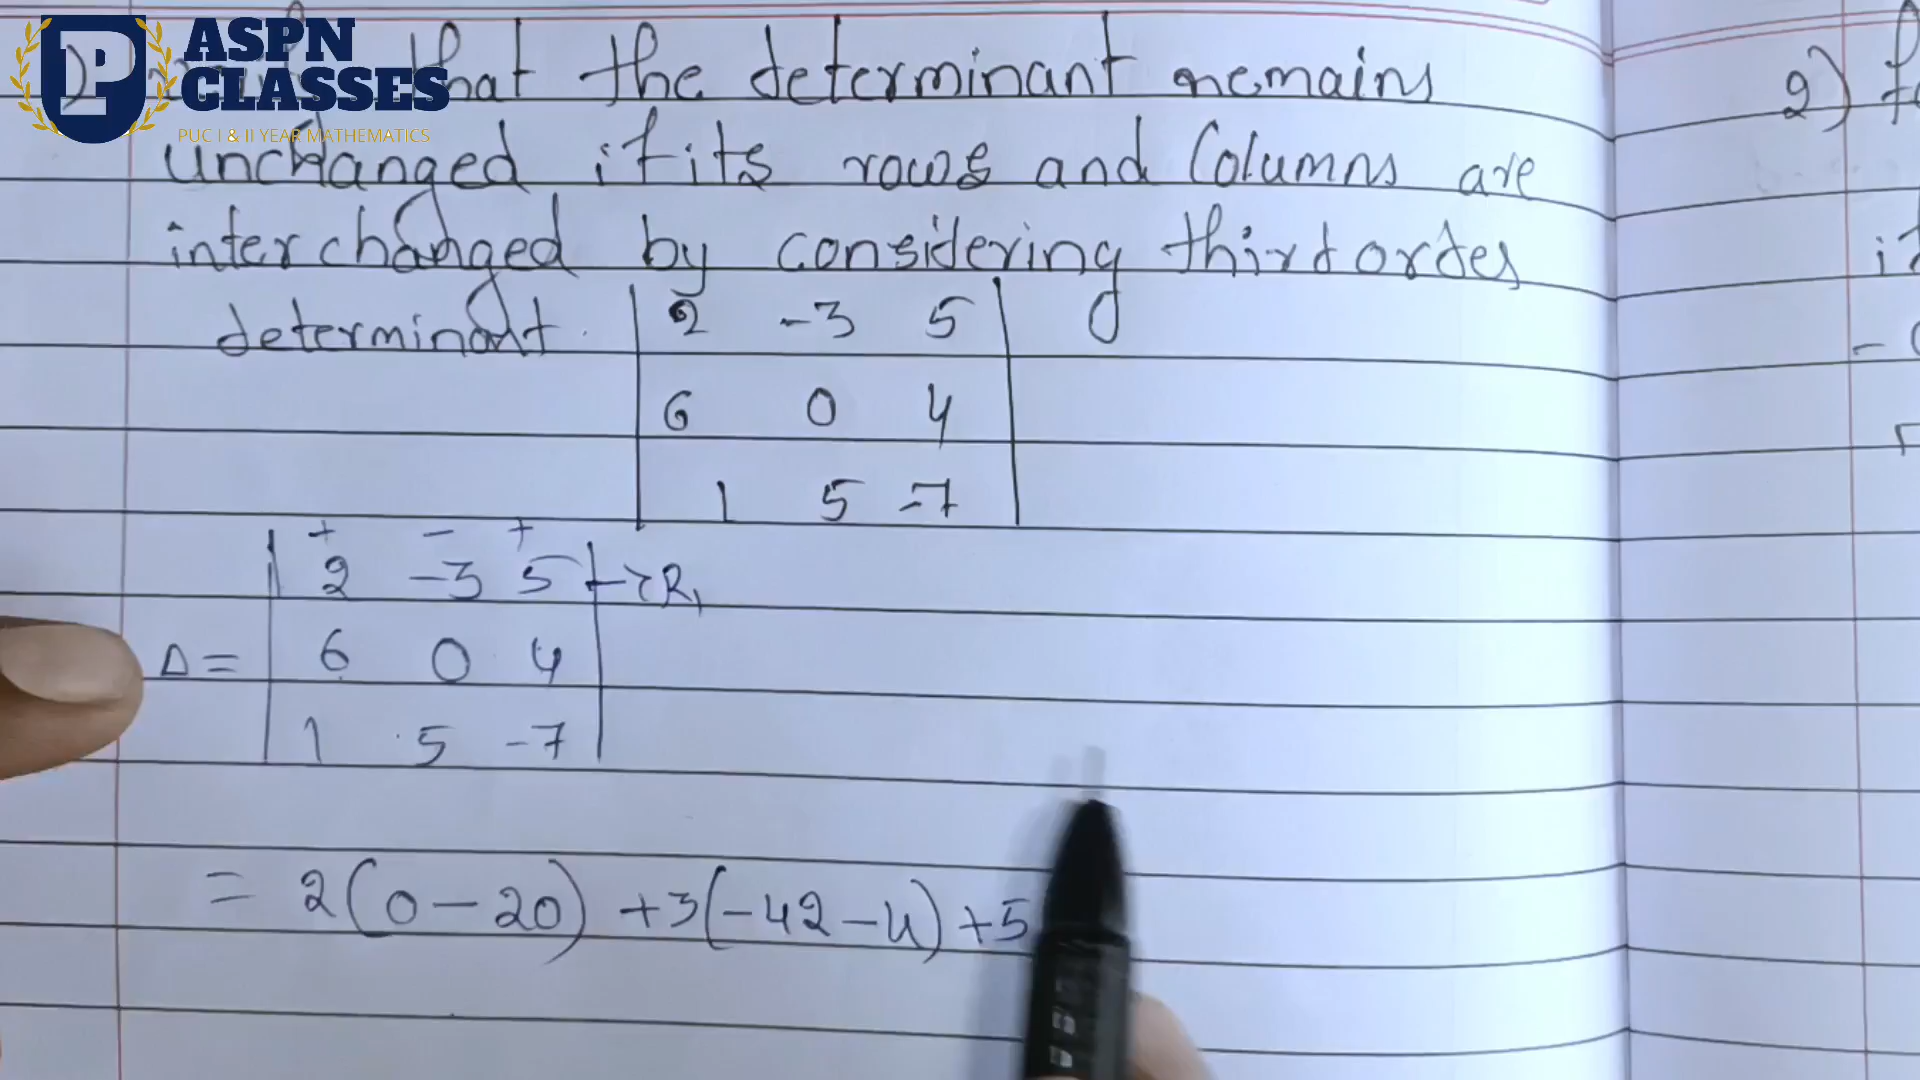 ASPN
CLASSES
PUC I & II YEAR MATHEMATICS
that the determinant remains
unchanged if its rows and Columns are
interchanged by considering third order
determinant.
2 -3 5
6 0 4
1 5 -7
+ - +
2 -3 5 → R₁
Δ = 6 0 4
1 5 -7
= 2(0-20) +3(-42-4) +5
2)